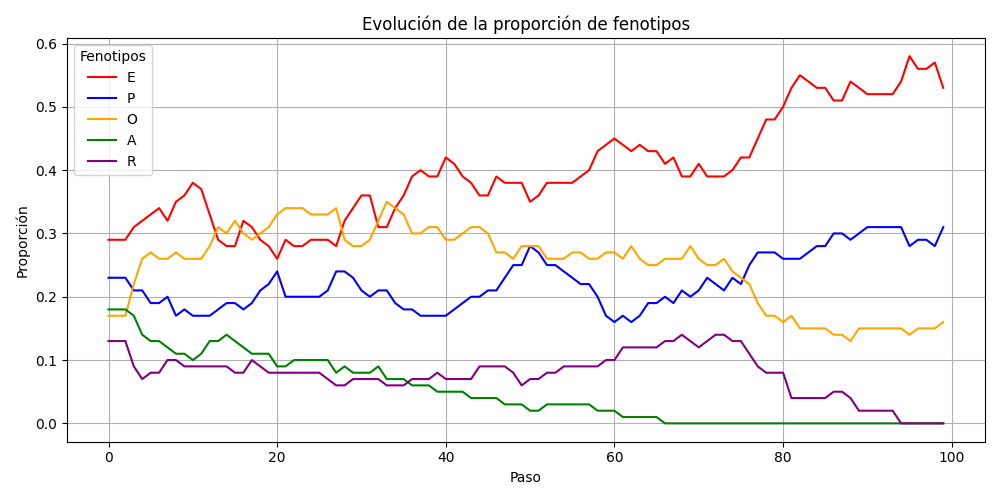 Evolución de la proporción de fenotipos
Fenotipos
E
P
O
A
R
Proporción
0.6
0.5
0.4
0.3
0.2
0.1
0.0
0 20 40 60 80 100
Paso